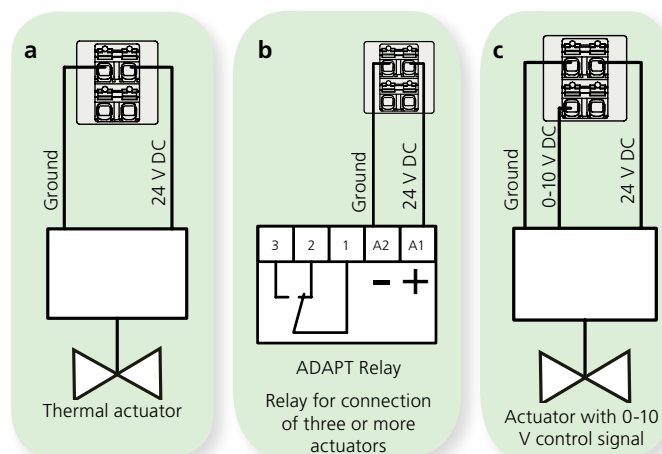 a
Ground
24 V DC
Thermal actuator
b
Ground
24 V DC
3 2 1 A2 A1
- +
ADAPT Relay
Relay for connection
of three or more
actuators
c
Ground
0-10 V DC
24 V DC
Actuator with 0-10
V control signal